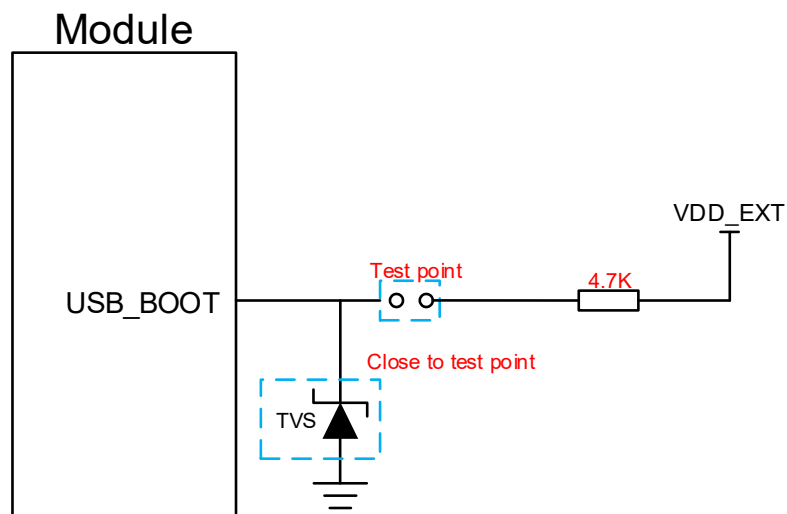 Module
VDD_EXT
Test point
4.7K
USB_BOOT
Close to test point
TVS